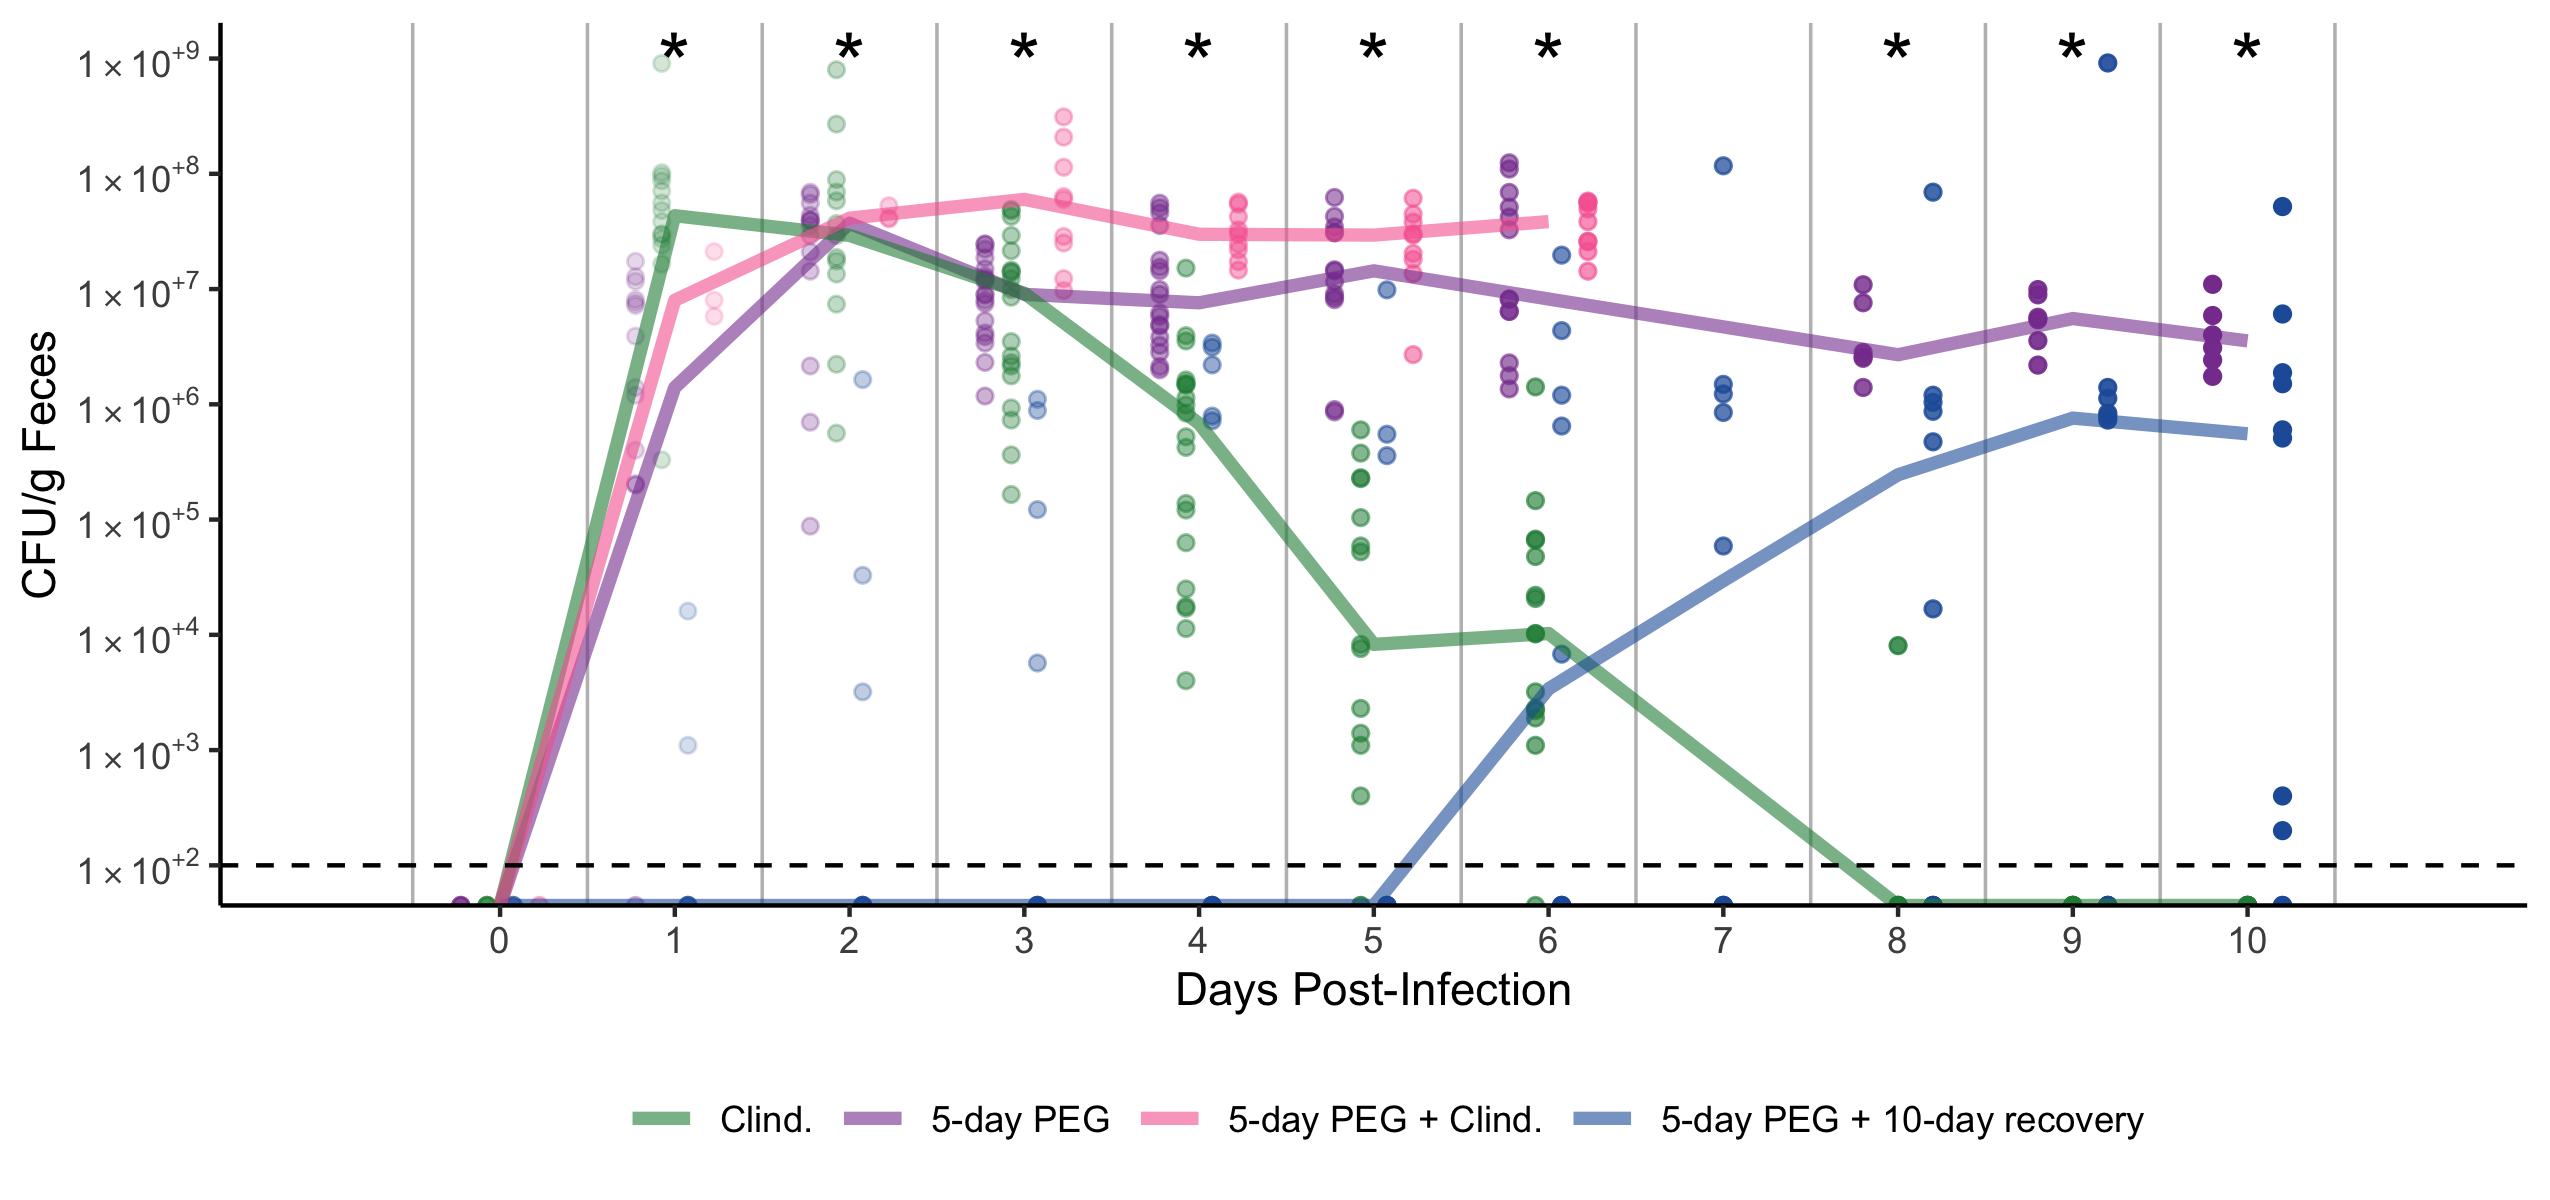 * * * * * * * * *
1 × 10⁺⁹
1 × 10⁺⁸
1 × 10⁺⁷
1 × 10⁺⁶
1 × 10⁺⁵
1 × 10⁺⁴
1 × 10⁺³
1 × 10⁺²
CFU/g Feces
0 1 2 3 4 5 6 7 8 9 10
Days Post-Infection
Clind. 5-day PEG 5-day PEG + Clind. 5-day PEG + 10-day recovery